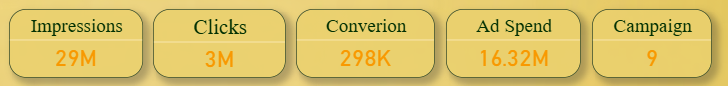 Impressions
29M
Clicks
3M
Converion
298K
Ad Spend
16.32M
Campaign
9